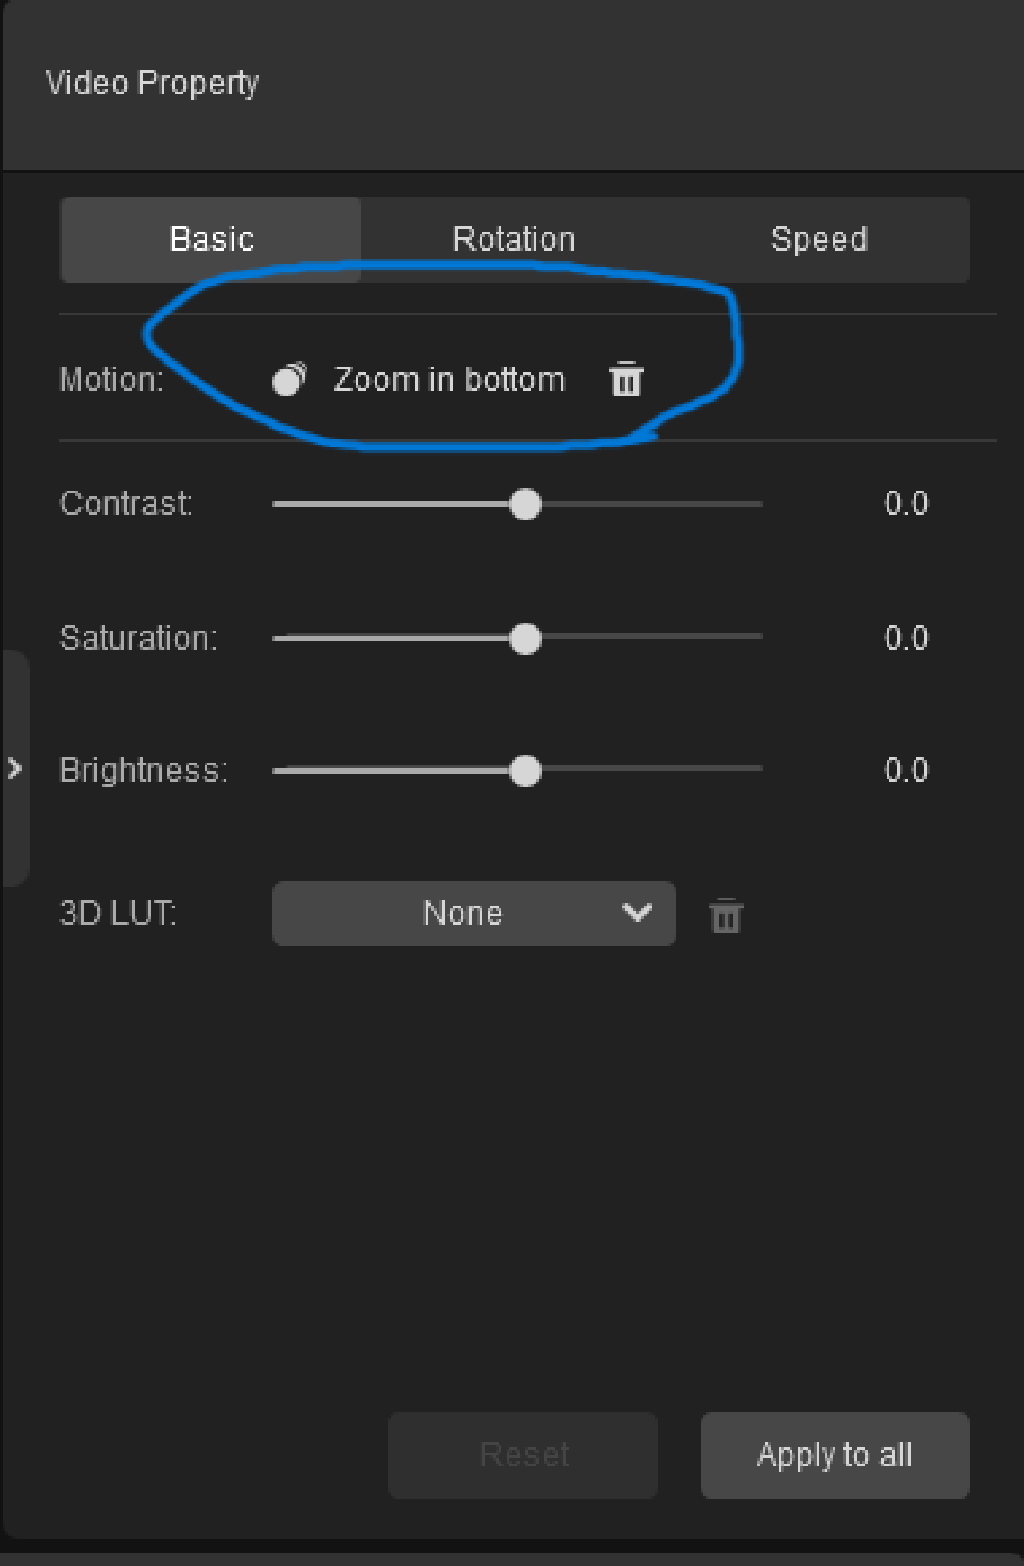 Video Property
Basic Rotation Speed
Motion: Zoom in bottom
Contrast: 0.0
Saturation: 0.0
Brightness: 0.0
3D LUT: None
Reset Apply to all